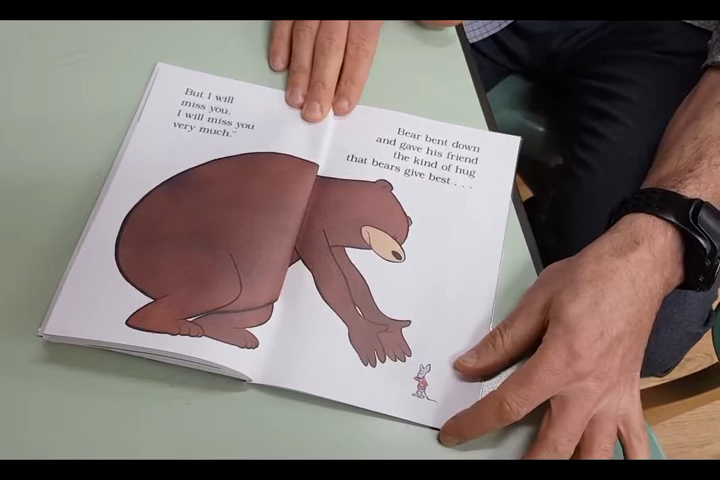 But I will
miss you.
I will miss you
very much."
Bear bent down
and gave his friend
the kind of hug
that bears give best . . .